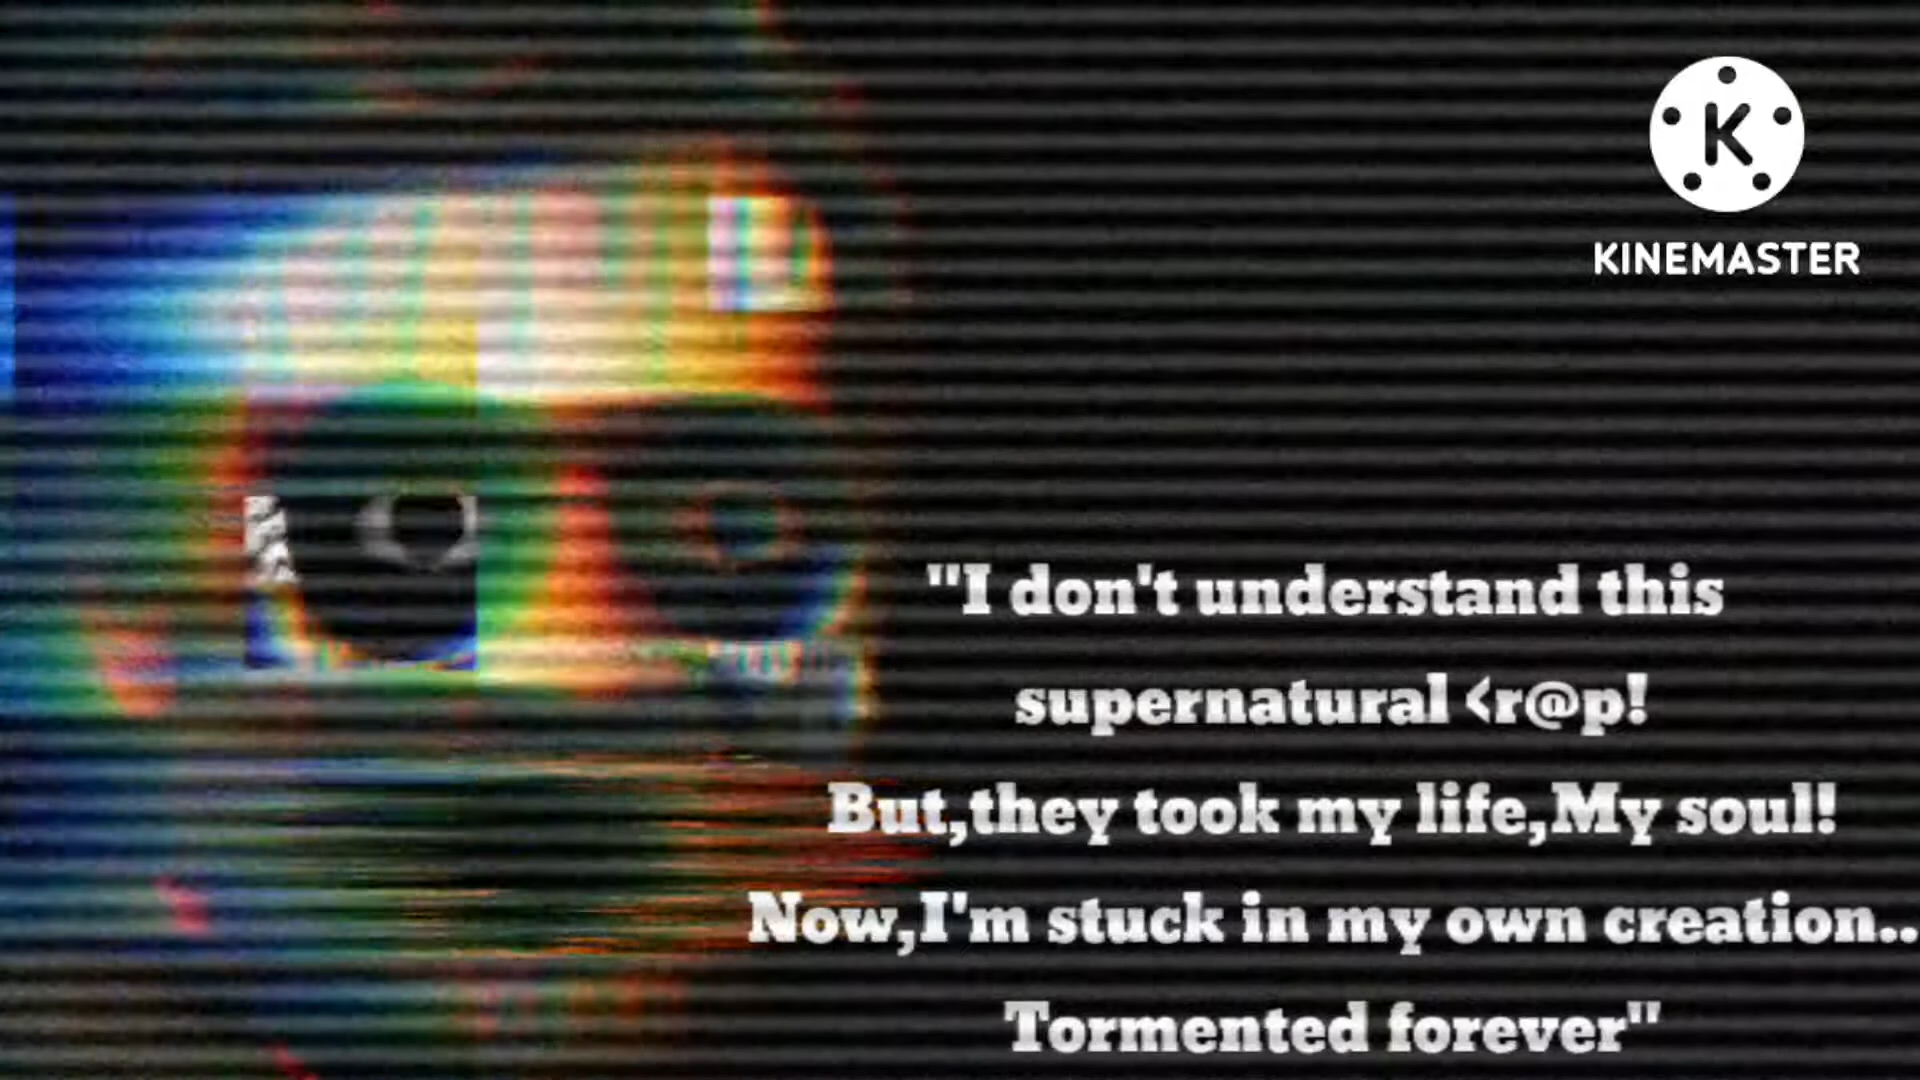 K
KINEMASTER
"I don't understand this
supernatural <r@p!
But,they took my life,My soul!
Now,I'm stuck in my own creation..
Tormented forever"